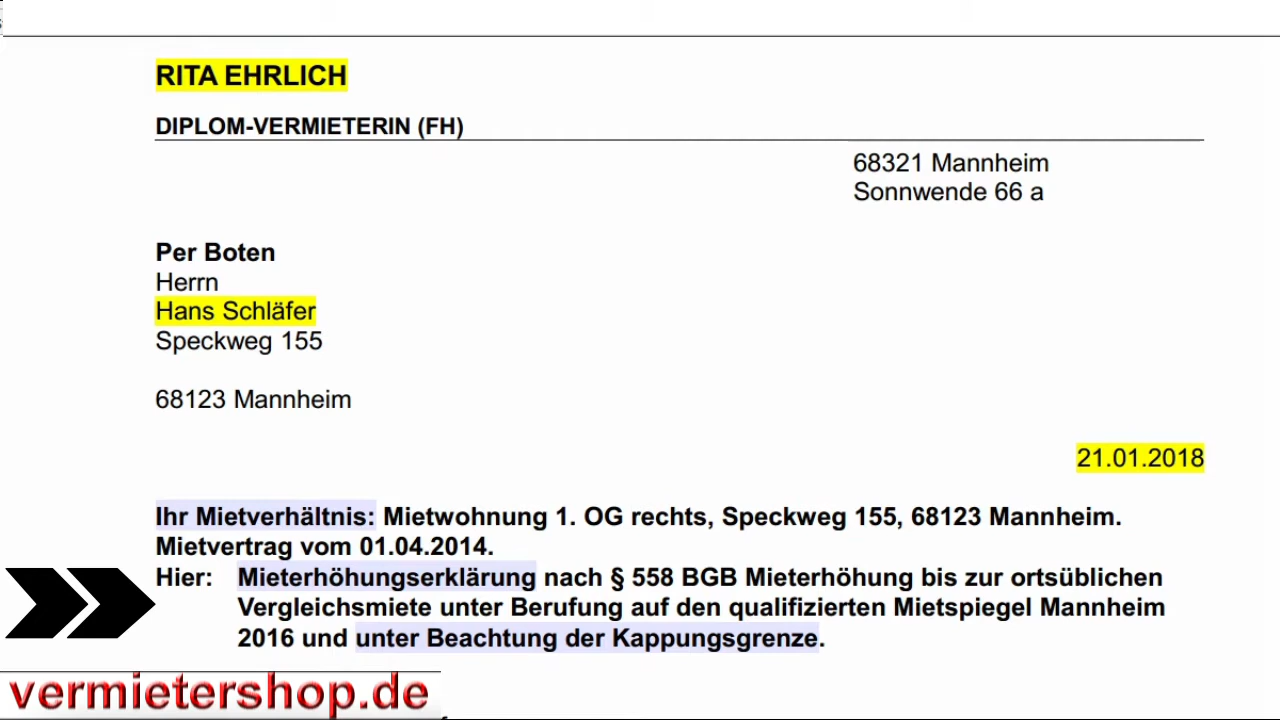 RITA EHRLICH
DIPLOM-VERMIETERIN (FH)
68321 Mannheim
Sonnwende 66 a
Per Boten
Herrn
Hans Schläfer
Speckweg 155
68123 Mannheim
21.01.2018
Ihr Mietverhältnis: Mietwohnung 1. OG rechts, Speckweg 155, 68123 Mannheim.
Mietvertrag vom 01.04.2014.
Hier: Mieterhöhungserklärung nach § 558 BGB Mieterhöhung bis zur ortsüblichen
Vergleichsmiete unter Berufung auf den qualifizierten Mietspiegel Mannheim
2016 und unter Beachtung der Kappungsgrenze.
vermietershop.de